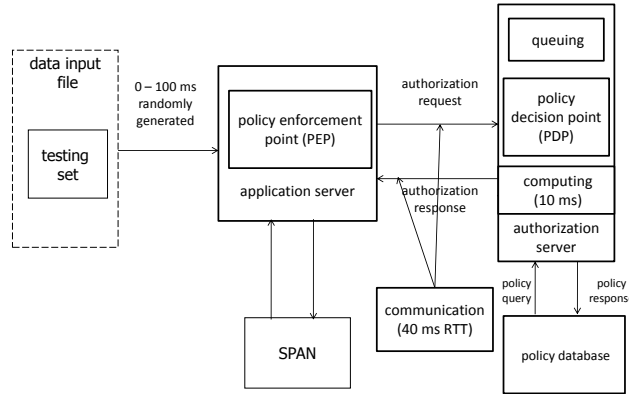 data input
file
testing
set
0 – 100 ms
randomly
generated
policy enforcement
point (PEP)
application server
SPAN
authorization
request
authorization
response
communication
(40 ms RTT)
queuing
policy
decision point
(PDP)
computing
(10 ms)
authorization
server
policy
query
policy
response
policy database